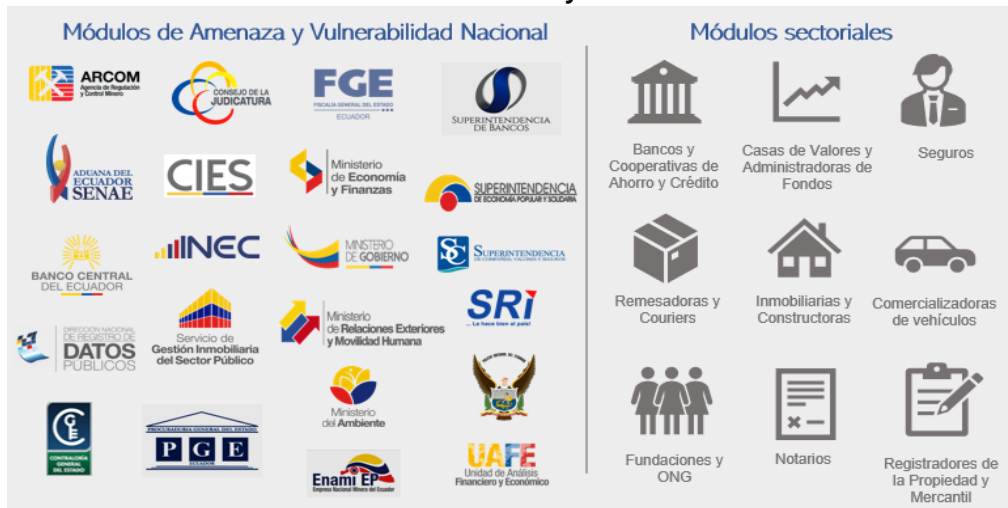 Módulos de Amenaza y Vulnerabilidad Nacional
ARCOM
Agencia de Regulación
y Control Minero
CONSEJO DE LA
JUDICATURA
FGE
FISCALÍA GENERAL DEL ESTADO
ECUADOR
SUPERINTENDENCIA
DE BANCOS
ADUANA DEL
ECUADOR
SENAE
CIES
Ministerio
de Economía
y Finanzas
SUPERINTENDENCIA
DE ECONOMÍA POPULAR Y SOLIDARIA
BANCO CENTRAL
DEL ECUADOR
INEC
MINISTERIO
DE GOBIERNO
SC
SUPERINTENDENCIA
DE COMPAÑÍAS, VALORES Y SEGUROS
DIRECCIÓN NACIONAL
DE REGISTRO DE
DATOS
PÚBLICOS
Servicio de
Gestión Inmobiliaria
del Sector Público
Ministerio
de Relaciones Exteriores
y Movilidad Humana
SRi
... Le hace bien al país!
CONTRALORÍA
GENERAL
DEL ESTADO
PROCURADURIA GENERAL DEL ESTADO
PGE
ECUADOR
Ministerio
del Ambiente
Enami EP
Empresa Nacional Minera del Ecuador
UAFE
Unidad de Análisis
Financiero y Económico
Módulos sectoriales
Bancos y
Cooperativas de
Ahorro y Crédito
Casas de Valores y
Administradoras de
Fondos
Seguros
Remesadoras y
Couriers
Inmobiliarias y
Constructoras
Comercializadoras
de vehículos
Fundaciones y
ONG
Notarios
Registradores de
la Propiedad y
Mercantil